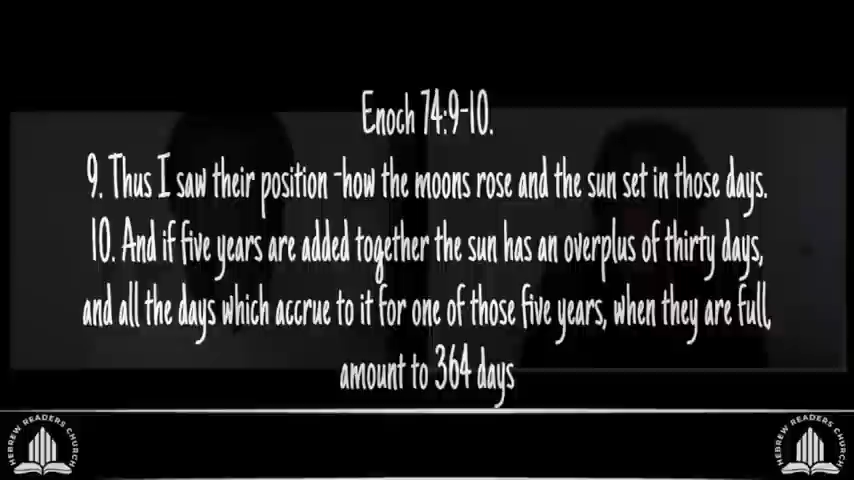 Enoch 74:9-10.
9. Thus I saw their position -how the moons rose and the sun set in those days.
10. And if five years are added together the sun has an overplus of thirty days,
and all the days which accrue to it for one of those five years, when they are full,
amount to 364 days
HEBREW READERS CHURCH
HEBREW READERS CHURCH